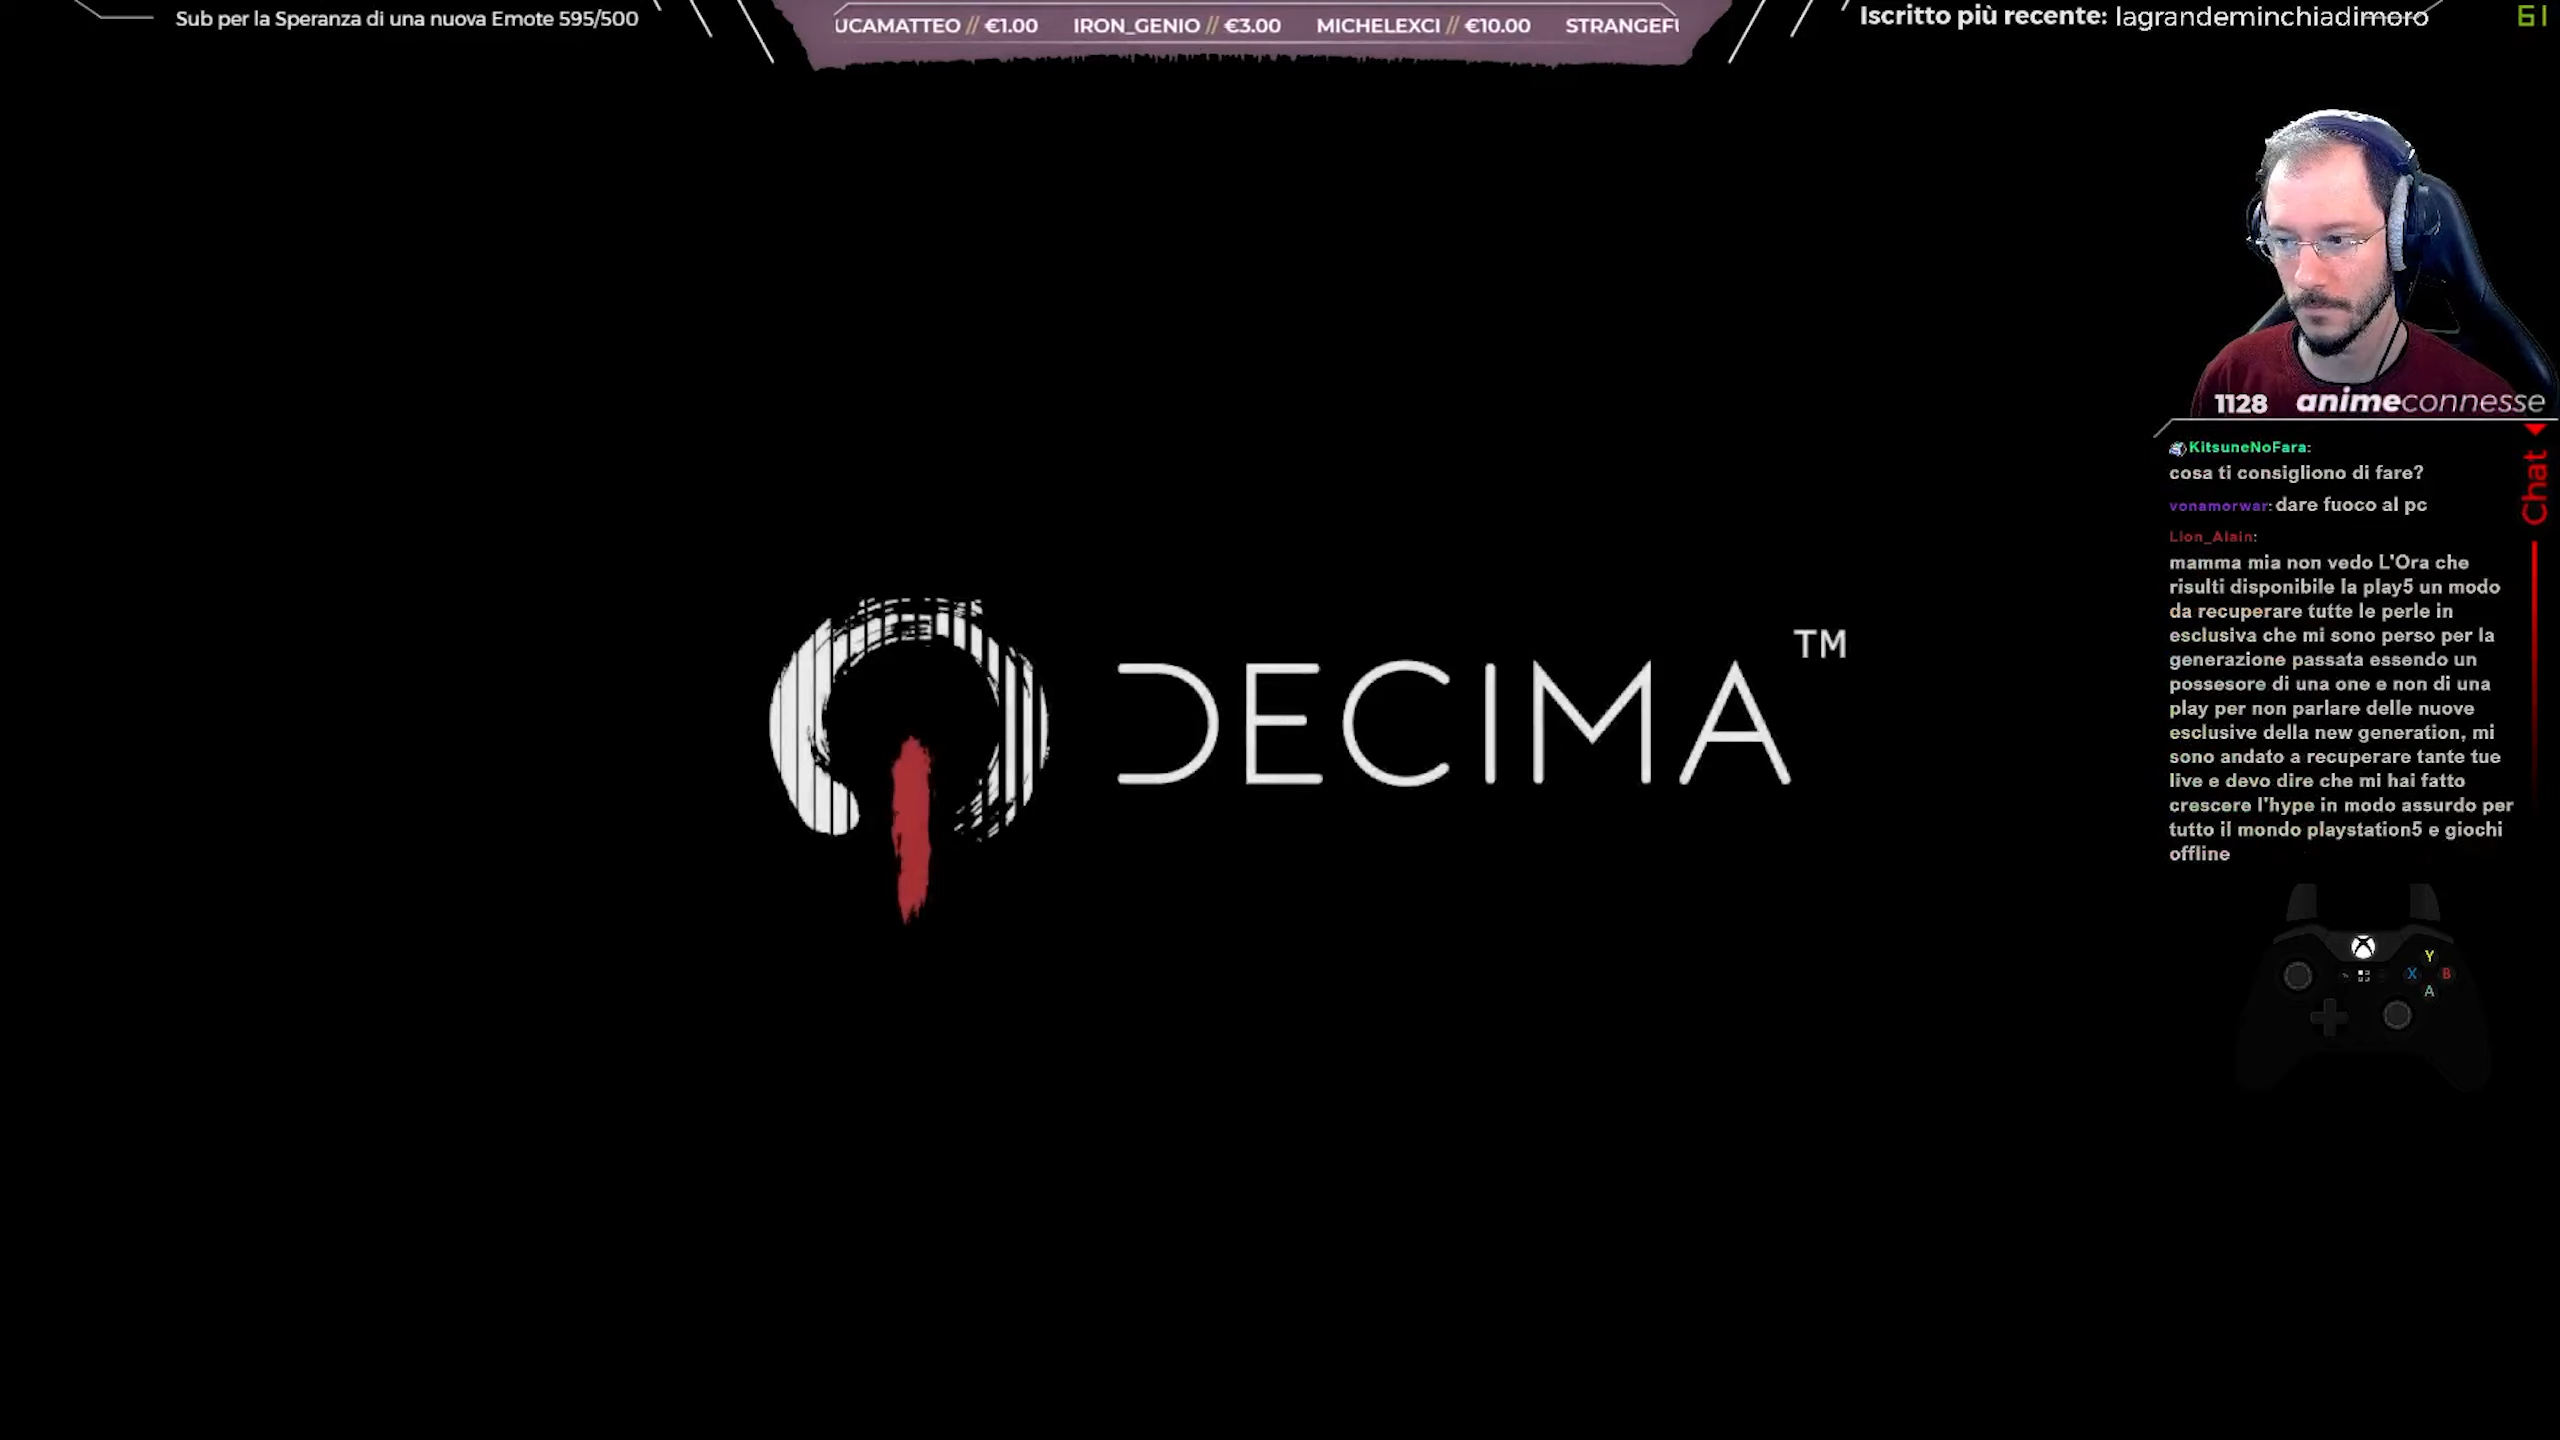 Sub per la Speranza di una nuova Emote 595/500
UCAMATTEO // €1.00 IRON_GENIO // €3.00 MICHELEXCI // €10.00 STRANGEFU
Iscritto più recente: lagrandeminchiadimoro
61
1128 animeconnesse
Chat
KitsuneNoFara:
cosa ti consigliono di fare?
vonamorwar: dare fuoco al pc
Lion_Alain:
mamma mia non vedo L'Ora che
risulti disponibile la play5 un modo
da recuperare tutte le perle in
esclusiva che mi sono perso per la
generazione passata essendo un
possesore di una one e non di una
play per non parlare delle nuove
esclusive della new generation, mi
sono andato a recuperare tante tue
live e devo dire che mi hai fatto
crescere l'hype in modo assurdo per
tutto il mondo playstation5 e giochi
offline
DECIMA TM
Y
X B
A